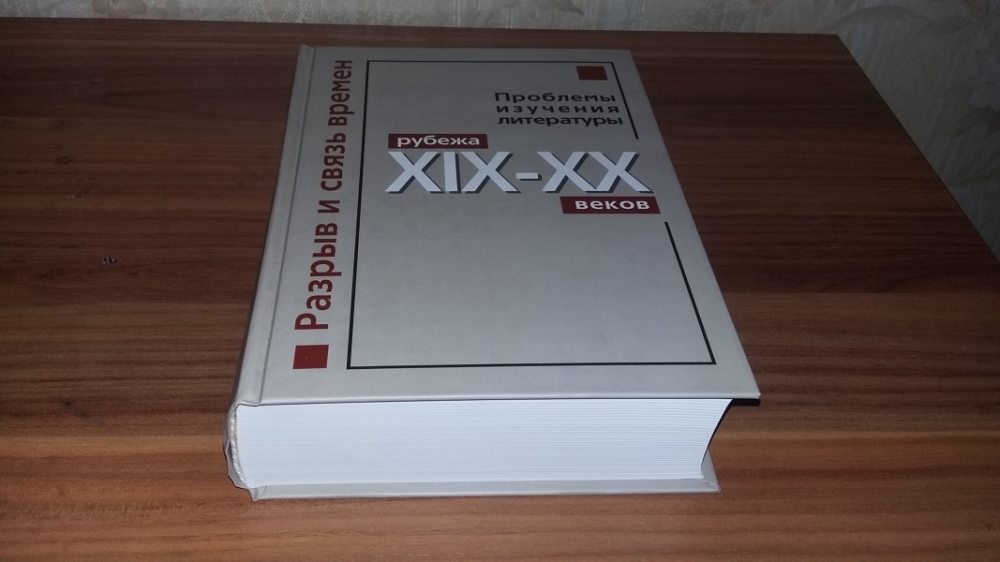 Разрыв и связь времен
Проблемы
изучения
литературы
рубежа
XIX-XX
веков